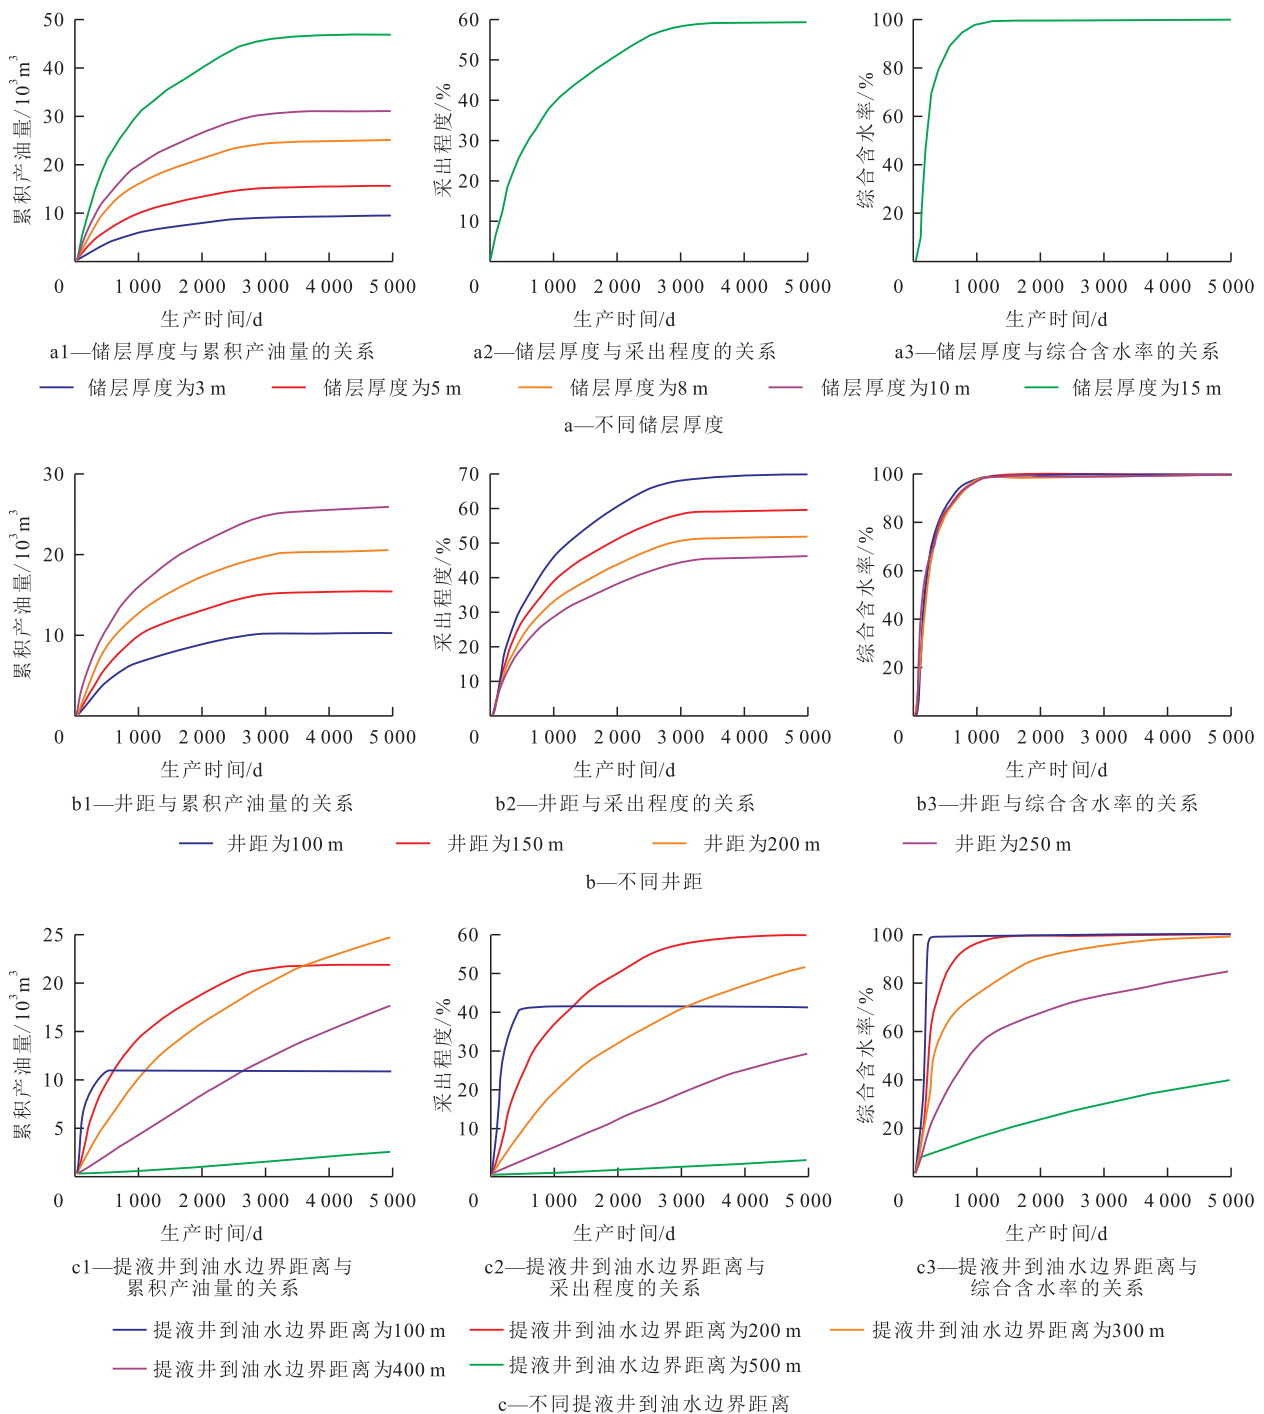 50
40
30
20
10
0
1 000
2 000
3 000
4 000
5 000
累积产油量/10³m³
生产时间/d
a1—储层厚度与累积产油量的关系
60
50
40
30
20
10
0
1 000
2 000
3 000
4 000
5 000
采出程度/%
生产时间/d
a2—储层厚度与采出程度的关系
100
80
60
40
20
0
1 000
2 000
3 000
4 000
5 000
综合含水率/%
生产时间/d
a3—储层厚度与综合含水率的关系
储层厚度为3 m
储层厚度为5 m
储层厚度为8 m
储层厚度为10 m
储层厚度为15 m
a—不同储层厚度
30
20
10
0
1 000
2 000
3 000
4 000
5 000
累积产油量/10³m³
生产时间/d
b1—井距与累积产油量的关系
70
60
50
40
30
20
10
0
1 000
2 000
3 000
4 000
5 000
采出程度/%
生产时间/d
b2—井距与采出程度的关系
100
80
60
40
20
0
1 000
2 000
3 000
4 000
5 000
综合含水率/%
生产时间/d
b3—井距与综合含水率的关系
井距为100 m
井距为150 m
井距为200 m
井距为250 m
b—不同井距
25
20
15
10
5
0
1 000
2 000
3 000
4 000
5 000
累积产油量/10³m³
生产时间/d
c1—提液井到油水边界距离与
累积产油量的关系
60
50
40
30
20
10
0
1 000
2 000
3 000
4 000
5 000
采出程度/%
生产时间/d
c2—提液井到油水边界距离与
采出程度的关系
100
80
60
40
20
0
1 000
2 000
3 000
4 000
5 000
综合含水率/%
生产时间/d
c3—提液井到油水边界距离与
综合含水率的关系
提液井到油水边界距离为100 m
提液井到油水边界距离为200 m
提液井到油水边界距离为300 m
提液井到油水边界距离为400 m
提液井到油水边界距离为500 m
c—不同提液井到油水边界距离